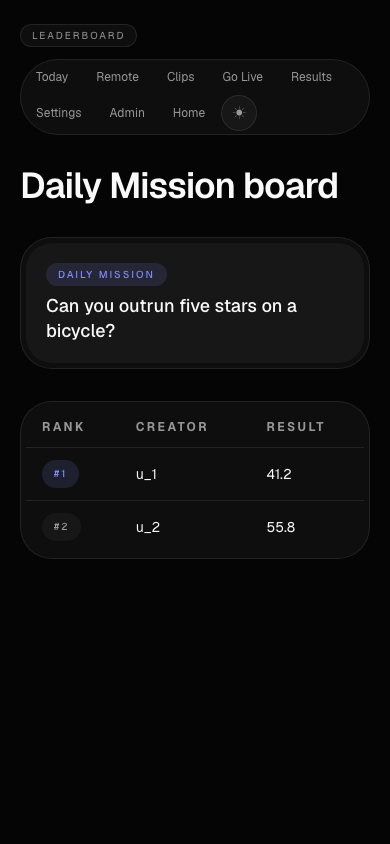 LEADERBOARD
Today Remote Clips Go Live Results
Settings Admin Home
Daily Mission board
DAILY MISSION
Can you outrun five stars on a
bicycle?
RANK CREATOR RESULT
#1 u_1 41.2
#2 u_2 55.8